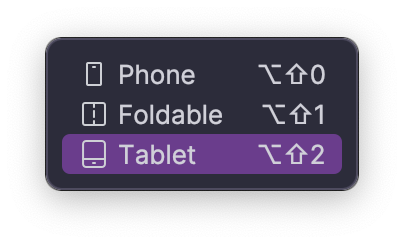 Phone ⌥⇧0
Foldable ⌥⇧1
Tablet ⌥⇧2